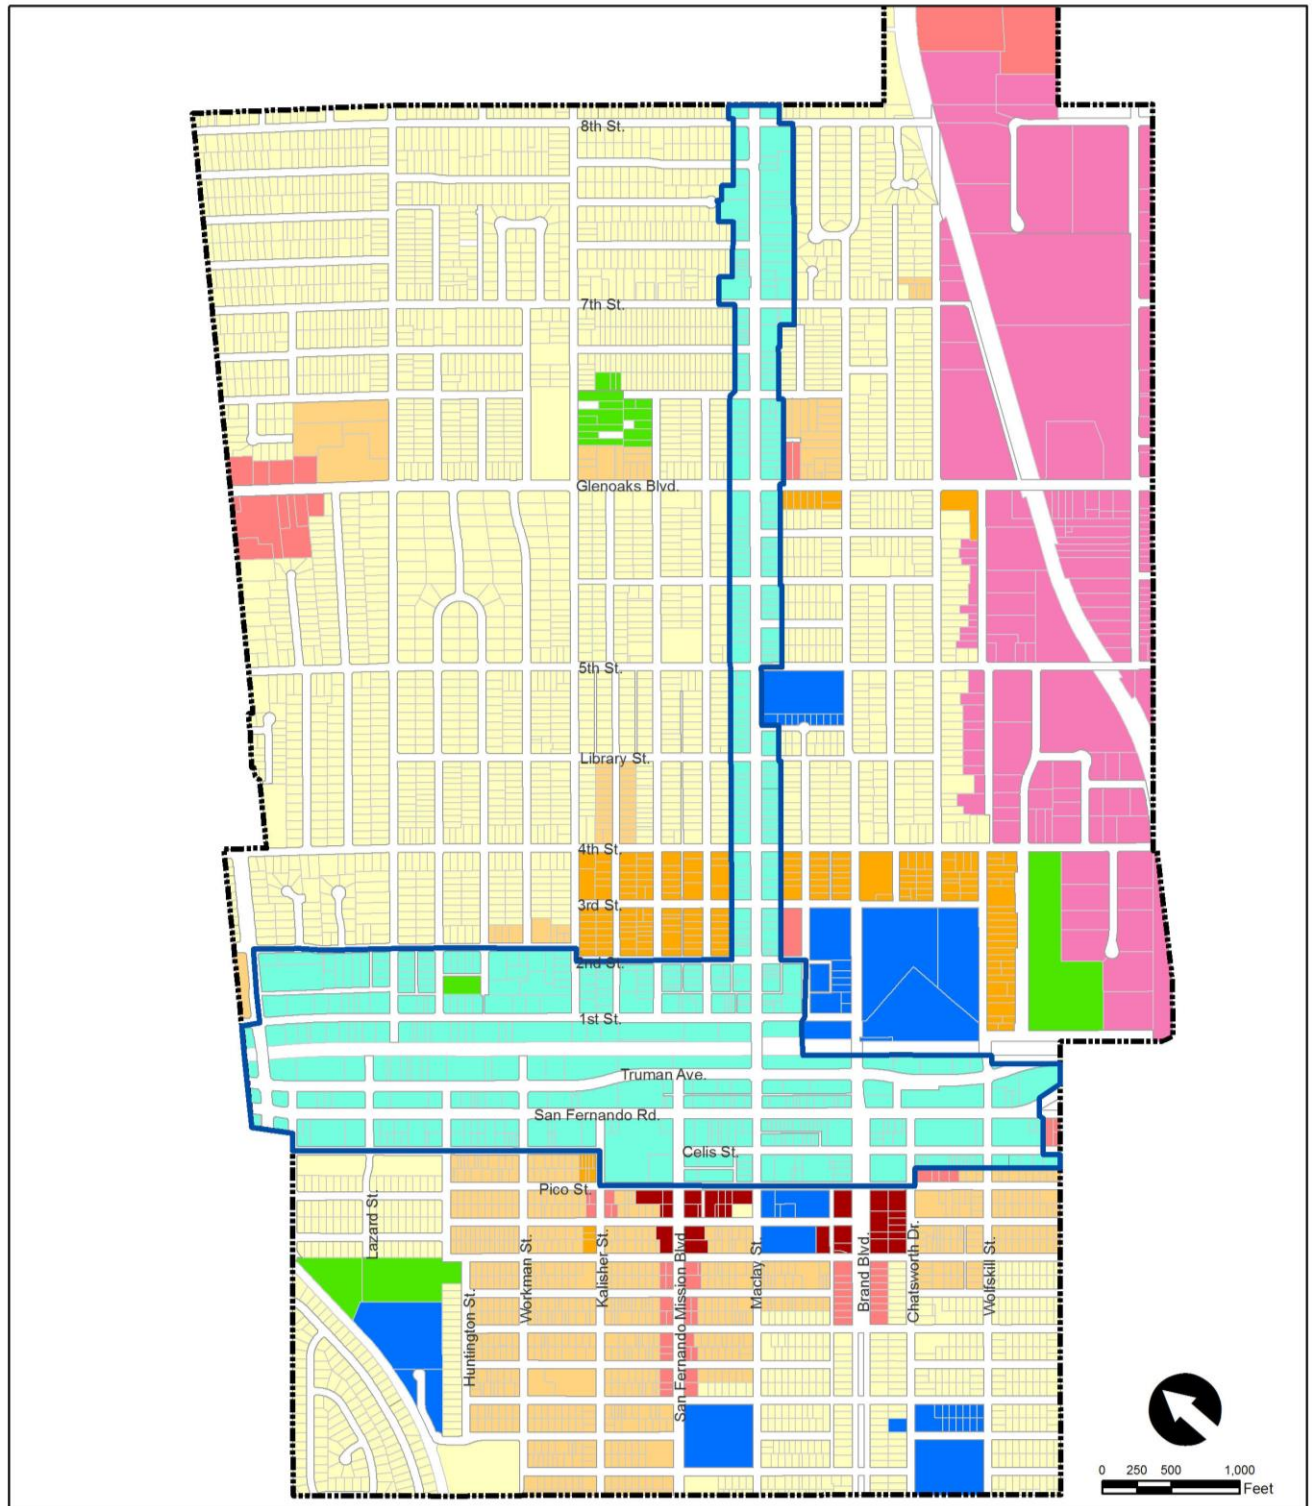 8th St.
7th St.
Glenoaks Blvd.
5th St.
Library St.
4th St.
3rd St.
2nd St.
1st St.
Truman Ave.
San Fernando Rd.
Celis St.
Pico St.
Lazard St.
Huntington St.
Workman St.
Kalisher St.
San Fernando Mission Blvd.
Maclay St.
Brand Blvd.
Chatsworth Dr.
Wolfskill St.
0 250 500 1,000
Feet